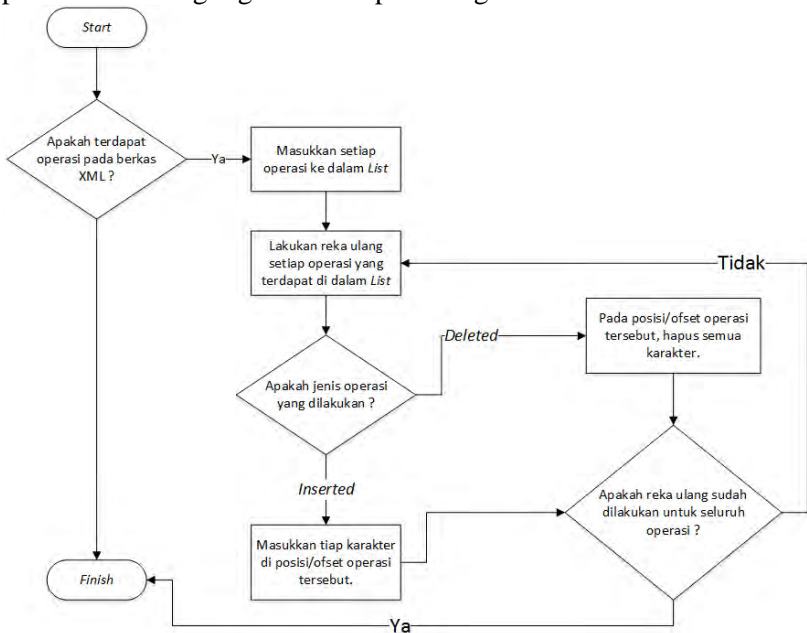 Start
Apakah terdapat
operasi pada berkas
XML ?
Ya
Masukkan setiap
operasi ke dalam List
Lakukan reka ulang
setiap operasi yang
terdapat di dalam List
Tidak
Apakah jenis operasi
yang dilakukan ?
Deleted
Pada posisi/ofset operasi
tersebut, hapus semua
karakter.
Inserted
Masukkan tiap karakter
di posisi/ofset operasi
tersebut.
Apakah reka ulang sudah
dilakukan untuk seluruh
operasi ?
Finish
Ya